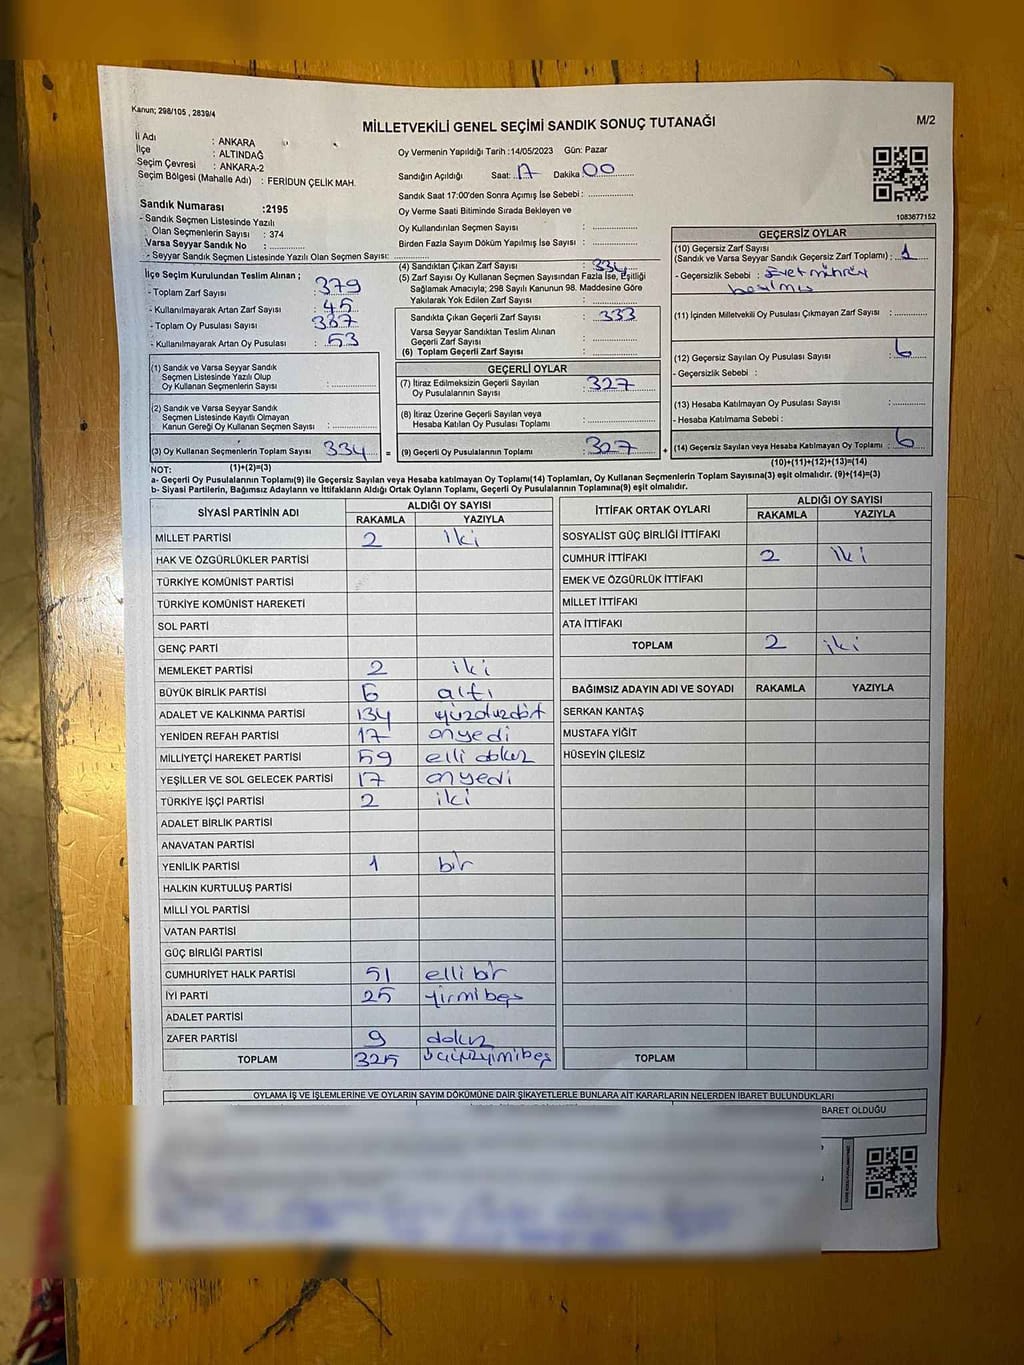 Kanun; 298/105 , 2839/4
MİLLETVEKİLİ GENEL SEÇİMİ SANDIK SONUÇ TUTANAĞI
M/2
İl Adı : ANKARA
İlçe : ALTINDAĞ
Seçim Çevresi : ANKARA-2
Seçim Bölgesi (Mahalle Adı) : FERİDUN ÇELİK MAH.
Oy Vermenin Yapıldığı Tarih :14/05/2023 Gün: Pazar
Sandığın Açıldığı Saat: 17 Dakika 00
Sandık Saat 17:00'den Sonra Açımış İse Sebebi :
Oy Verme Saati Bitiminde Sırada Bekleyen ve
Oy Kullandırılan Seçmen Sayısı :
Birden Fazla Sayım Döküm Yapılmış İse Sayısı :
1083677152
Sandık Numarası :2195
- Sandık Seçmen Listesinde Yazılı
Olan Seçmenlerin Sayısı : 374
Varsa Seyyar Sandık No :
- Seyyar Sandık Seçmen Listesinde Yazılı Olan Seçmen Sayısı:
İlçe Seçim Kurulundan Teslim Alınan ;
- Toplam Zarf Sayısı : 379
- Kullanılmayarak Artan Zarf Sayısı : 45
- Toplam Oy Pusulası Sayısı : 387
- Kullanılmayarak Artan Oy Pusulası : 53
(1) Sandık ve Varsa Seyyar Sandık
Seçmen Listesinde Yazılı Olup
Oy Kullanan Seçmenlerin Sayısı :
(2) Sandık ve Varsa Seyyar Sandık
Seçmen Listesinde Kayıtlı Olmayan
Kanun Gereği Oy Kullanan Seçmen Sayısı :
(3) Oy Kullanan Seçmenlerin Toplam Sayısı : 334 =
(1)+(2)=(3)
(4) Sandıktan Çıkan Zarf Sayısı : 334
(5) Zarf Sayısı Oy Kullanan Seçmen Sayısından Fazla İse, Eşitliği
Sağlamak Amacıyla; 298 Sayılı Kanunun 98. Maddesine Göre
Yakılarak Yok Edilen Zarf Sayısı :
Sandıkta Çıkan Geçerli Zarf Sayısı : 333
Varsa Seyyar Sandıktan Teslim Alınan
Geçerli Zarf Sayısı :
(6) Toplam Geçerli Zarf Sayısı :
GEÇERLİ OYLAR
(7) İtiraz Edilmeksizin Geçerli Sayılan
Oy Pusulalarının Sayısı : 327
(8) İtiraz Üzerine Geçerli Sayılan veya
Hesaba Katılan Oy Pusulası Toplamı :
(9) Geçerli Oy Pusulalarının Toplamı : 327 +
GEÇERSİZ OYLAR
(10) Geçersiz Zarf Sayısı
(Sandık ve Varsa Seyyar Sandık Geçersiz Zarf Toplamı) : 1
- Geçersizlik Sebebi :
(11) İçinden Milletvekili Oy Pusulası Çıkmayan Zarf Sayısı :
(12) Geçersiz Sayılan Oy Pusulası Sayısı : 6
- Geçersizlik Sebebi :
(13) Hesaba Katılmayan Oy Pusulası Sayısı :
- Hesaba Katılmama Sebebi :
(14) Geçersiz Sayılan veya Hesaba Katılmayan Oy Toplamı : 6
(10)+(11)+(12)+(13)=(14)
NOT:
a- Geçerli Oy Pusulalarının Toplamı(9) ile Geçersiz Sayılan veya Hesaba katılmayan Oy Toplamı(14) Toplamları, Oy Kullanan Seçmenlerin Toplam Sayısına(3) eşit olmalıdır. (9)+(14)=(3)
b- Siyasi Partilerin, Bağımsız Adayların ve İttifakların Aldığı Ortak Oyların Toplamı, Geçerli Oy Pusulalarının Toplamına(9) eşit olmalıdır.
SİYASİ PARTİNİN ADI ALDIĞI OY SAYISI
RAKAMLA YAZIYLA
MİLLET PARTİSİ 2 iki
HAK VE ÖZGÜRLÜKLER PARTİSİ
TÜRKİYE KOMÜNİST PARTİSİ
TÜRKİYE KOMÜNİST HAREKETİ
SOL PARTİ
GENÇ PARTİ
MEMLEKET PARTİSİ 2 iki
BÜYÜK BİRLİK PARTİSİ 6 altı
ADALET VE KALKINMA PARTİSİ 134 yüzotuzdört
YENİDEN REFAH PARTİSİ 17 onyedi
MİLLİYETÇİ HAREKET PARTİSİ 59 elli dokuz
YEŞİLLER VE SOL GELECEK PARTİSİ 17 onyedi
TÜRKİYE İŞÇİ PARTİSİ 2 iki
ADALET BİRLİK PARTİSİ
ANAVATAN PARTİSİ
YENİLİK PARTİSİ 1 bir
HALKIN KURTULUŞ PARTİSİ
MİLLİ YOL PARTİSİ
VATAN PARTİSİ
GÜÇ BİRLİĞİ PARTİSİ
CUMHURİYET HALK PARTİSİ 51 elli bir
İYİ PARTİ 25 yirmi beş
ADALET PARTİSİ
ZAFER PARTİSİ 9 dokuz
TOPLAM 325 üçyüzyirmibeş
İTTİFAK ORTAK OYLARI ALDIĞI OY SAYISI
RAKAMLA YAZIYLA
SOSYALİST GÜÇ BİRLİĞİ İTTİFAKI
CUMHUR İTTİFAKI 2 iki
EMEK VE ÖZGÜRLÜK İTTİFAKI
MİLLET İTTİFAKI
ATA İTTİFAKI
TOPLAM 2 iki
BAĞIMSIZ ADAYIN ADI VE SOYADI RAKAMLA YAZIYLA
SERKAN KANTAŞ
MUSTAFA YİĞİT
HÜSEYİN ÇİLESİZ
TOPLAM
OYLAMA İŞ VE İŞLEMLERİNE VE OYLARIN SAYIM DÖKÜMÜNE DAİR ŞİKAYETLERLE BUNLARA AİT KARARLARIN NELERDEN İBARET BULUNDUKLARI
BARET OLDUĞU